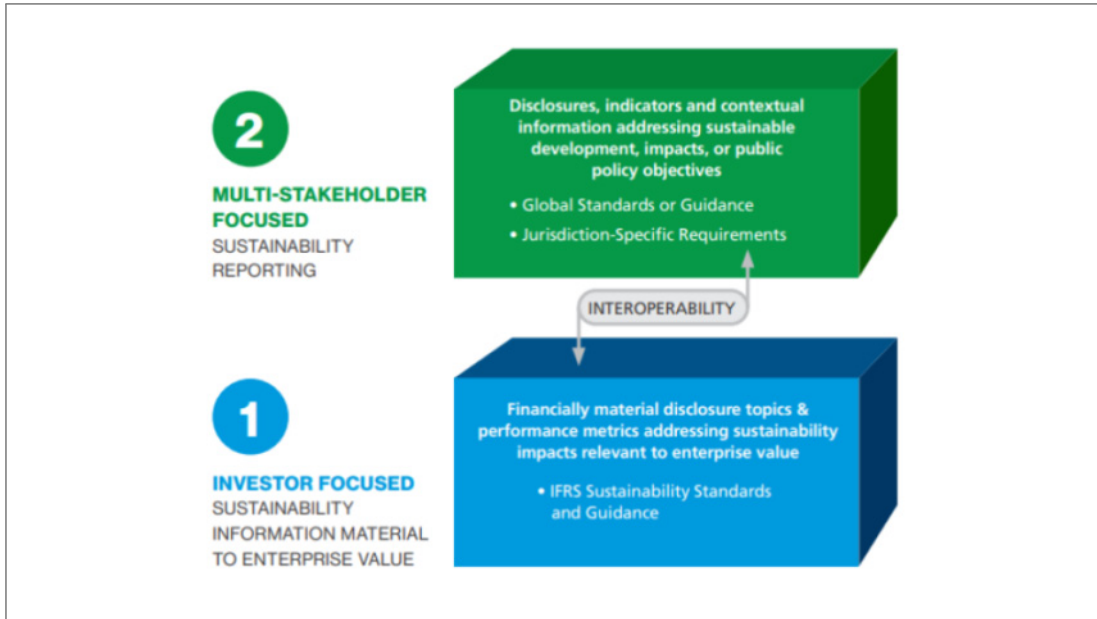 2
MULTI-STAKEHOLDER
FOCUSED
SUSTAINABILITY
REPORTING
Disclosures, indicators and contextual
information addressing sustainable
development, impacts, or public
policy objectives
• Global Standards or Guidance
• Jurisdiction-Specific Requirements
INTEROPERABILITY
1
INVESTOR FOCUSED
SUSTAINABILITY
INFORMATION MATERIAL
TO ENTERPRISE VALUE
Financially material disclosure topics &
performance metrics addressing sustainability
impacts relevant to enterprise value
• IFRS Sustainability Standards
and Guidance